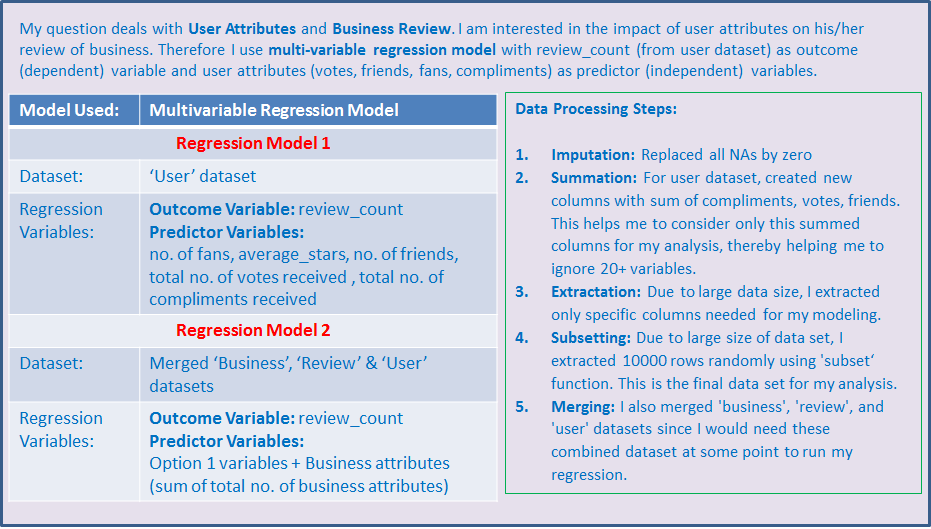 My question deals with User Attributes and Business Review. I am interested in the impact of user attributes on his/her
review of business. Therefore I use multi-variable regression model with review_count (from user dataset) as outcome
(dependent) variable and user attributes (votes, friends, fans, compliments) as predictor (independent) variables.
Model Used: Multivariable Regression Model
Regression Model 1
Dataset: ‘User’ dataset
Regression Variables: Outcome Variable: review_count
Predictor Variables:
no. of fans, average_stars, no. of friends,
total no. of votes received , total no. of
compliments received
Regression Model 2
Dataset: Merged ‘Business’, ‘Review’ & ‘User’
datasets
Regression Variables: Outcome Variable: review_count
Predictor Variables:
Option 1 variables + Business attributes
(sum of total no. of business attributes)
Data Processing Steps:
1. Imputation: Replaced all NAs by zero
2. Summation: For user dataset, created new
columns with sum of compliments, votes, friends.
This helps me to consider only this summed
columns for my analysis, thereby helping me to
ignore 20+ variables.
3. Extractation: Due to large data size, I extracted
only specific columns needed for my modeling.
4. Subsetting: Due to large size of data set, I
extracted 10000 rows randomly using 'subset‘
function. This is the final data set for my analysis.
5. Merging: I also merged 'business', 'review', and
'user' datasets since I would need these
combined dataset at some point to run my
regression.